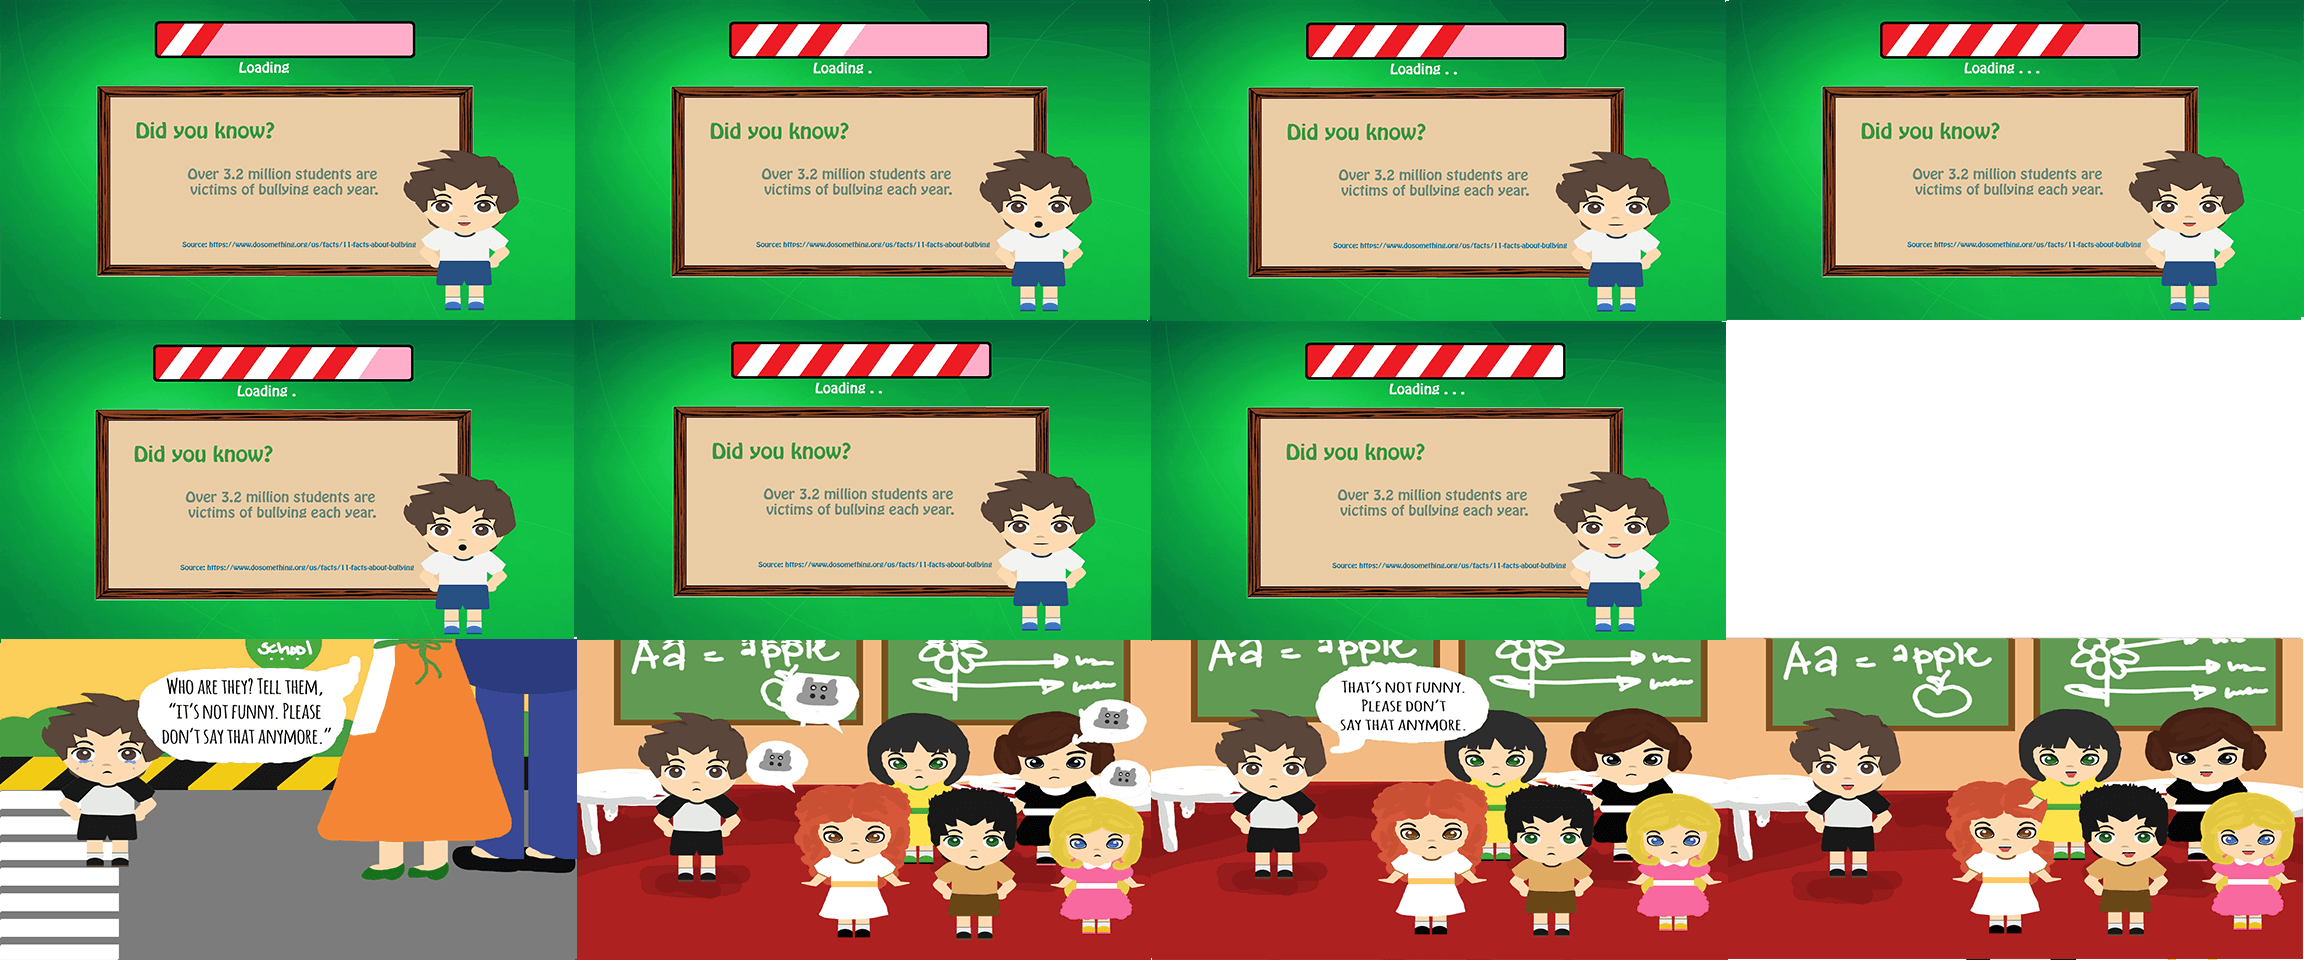 Loading
Did you know?
Over 3.2 million students are
victims of bullying each year.
Source: https://www.dosomething.org/us/facts/11-facts-about-bullying
Loading .
Did you know?
Over 3.2 million students are
victims of bullying each year.
Source: https://www.dosomething.org/us/facts/11-facts-about-bullying
Loading . .
Did you know?
Over 3.2 million students are
victims of bullying each year.
Source: https://www.dosomething.org/us/facts/11-facts-about-bullying
Loading . . .
Did you know?
Over 3.2 million students are
victims of bullying each year.
Source: https://www.dosomething.org/us/facts/11-facts-about-bullying
Loading .
Did you know?
Over 3.2 million students are
victims of bullying each year.
Source: https://www.dosomething.org/us/facts/11-facts-about-bullying
Loading . .
Did you know?
Over 3.2 million students are
victims of bullying each year.
Source: https://www.dosomething.org/us/facts/11-facts-about-bullying
Loading . . .
Did you know?
Over 3.2 million students are
victims of bullying each year.
Source: https://www.dosomething.org/us/facts/11-facts-about-bullying
school
WHO ARE THEY? TELL THEM,
"IT'S NOT FUNNY. PLEASE
DON'T SAY THAT ANYMORE."
Aa = apple
Aa = apple
THAT'S NOT FUNNY.
PLEASE DON'T
SAY THAT ANYMORE.
Aa = apple